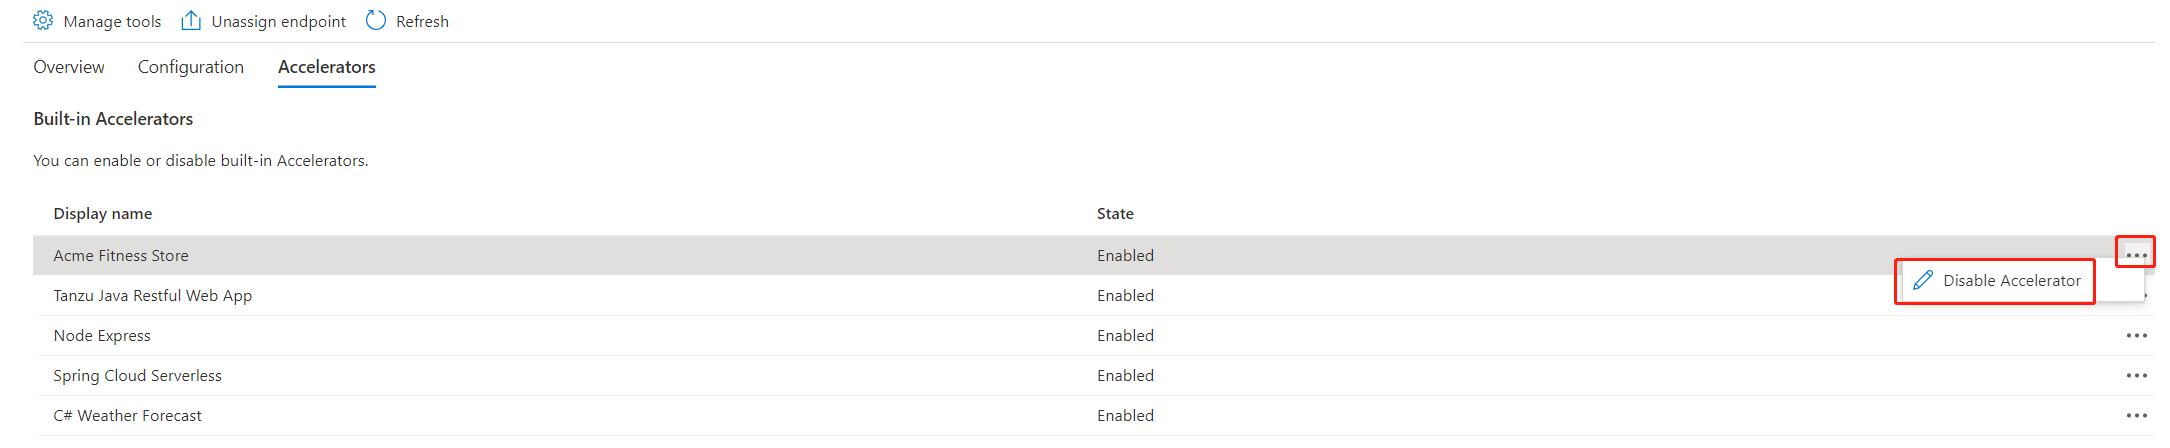 Manage tools Unassign endpoint Refresh
Overview Configuration Accelerators
Built-in Accelerators
You can enable or disable built-in Accelerators.
Display name State
Acme Fitness Store Enabled ...
Disable Accelerator
Tanzu Java Restful Web App Enabled
Node Express Enabled ...
Spring Cloud Serverless Enabled ...
C# Weather Forecast Enabled ...